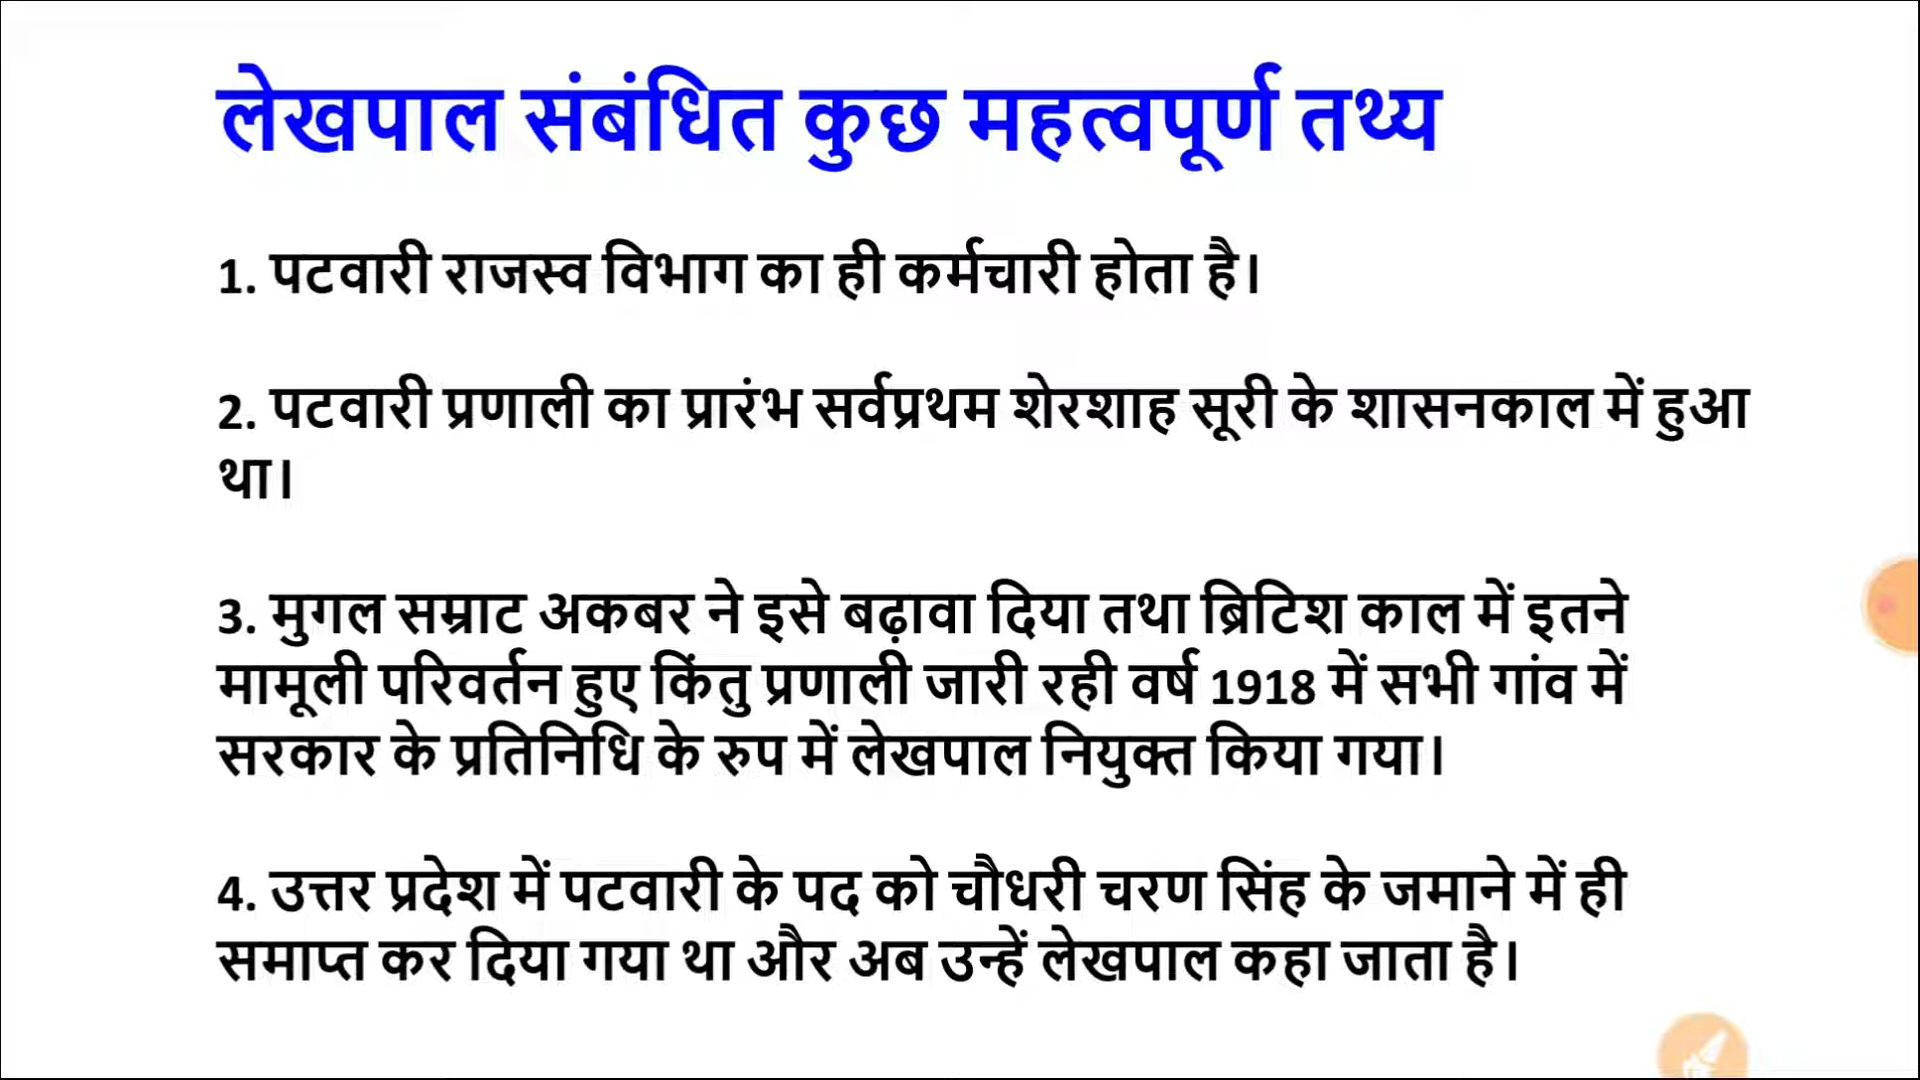 लेखपाल संबंधित कुछ महत्वपूर्ण तथ्य
1. पटवारी राजस्व विभाग का ही कर्मचारी होता है।
2. पटवारी प्रणाली का प्रारंभ सर्वप्रथम शेरशाह सूरी के शासनकाल में हुआ
था।
3. मुगल सम्राट अकबर ने इसे बढ़ावा दिया तथा ब्रिटिश काल में इतने
मामूली परिवर्तन हुए किंतु प्रणाली जारी रही वर्ष 1918 में सभी गांव में
सरकार के प्रतिनिधि के रुप में लेखपाल नियुक्त किया गया।
4. उत्तर प्रदेश में पटवारी के पद को चौधरी चरण सिंह के जमाने में ही
समाप्त कर दिया गया था और अब उन्हें लेखपाल कहा जाता है।